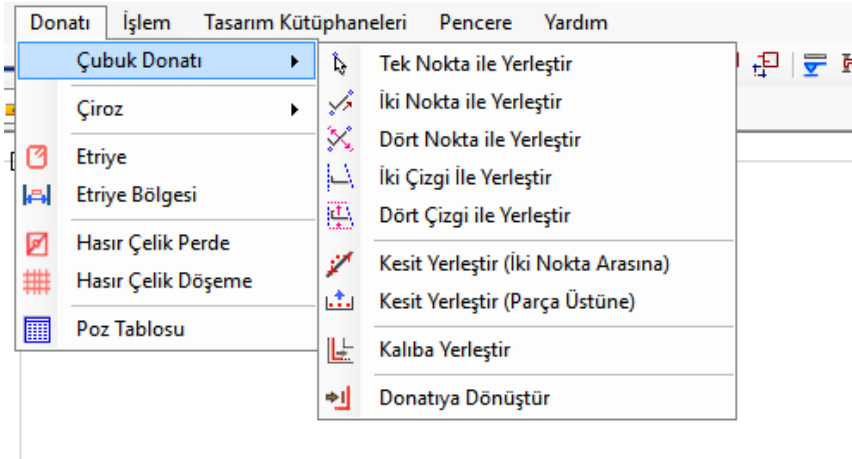 Donatı İşlem Tasarım Kütüphaneleri Pencere Yardım
Çubuk Donatı
Çiroz
Etriye
Etriye Bölgesi
Hasır Çelik Perde
Hasır Çelik Döşeme
Poz Tablosu
Tek Nokta ile Yerleştir
İki Nokta ile Yerleştir
Dört Nokta ile Yerleştir
İki Çizgi İle Yerleştir
Dört Çizgi ile Yerleştir
Kesit Yerleştir (İki Nokta Arasına)
Kesit Yerleştir (Parça Üstüne)
Kalıba Yerleştir
Donatıya Dönüştür